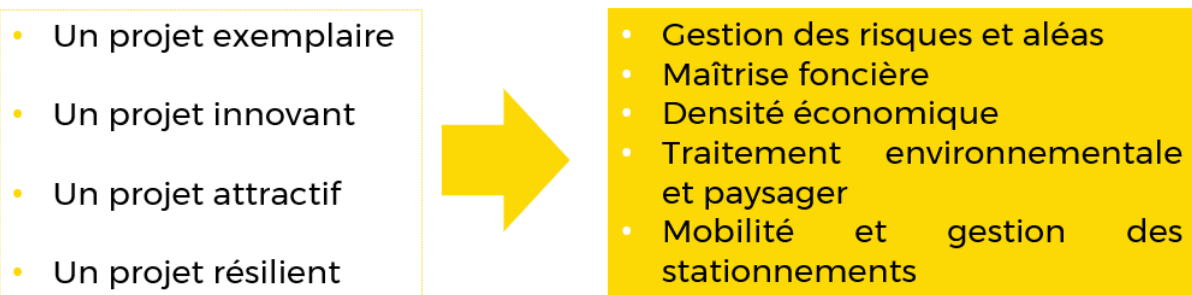 • Un projet exemplaire
• Un projet innovant
• Un projet attractif
• Un projet résilient
• Gestion des risques et aléas
• Maîtrise foncière
• Densité économique
• Traitement environnementale
et paysager
• Mobilité et gestion des
stationnements